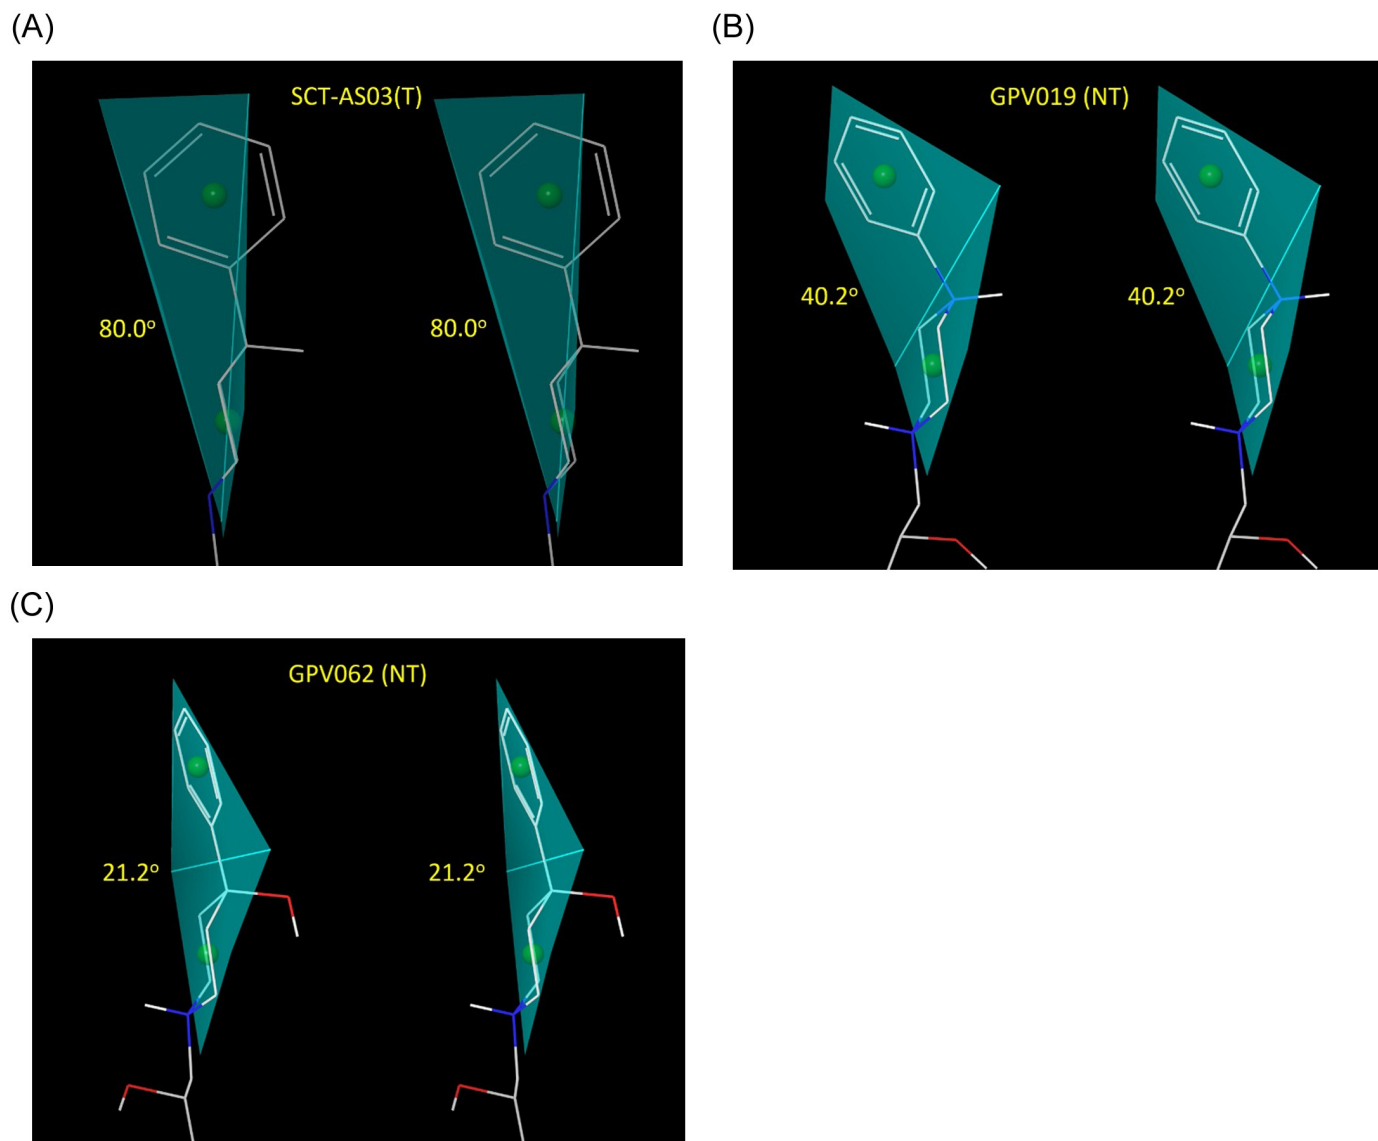 (A)
(B)
SCT-AS03(T)
80.0°
80.0°
GPV019 (NT)
40.2°
40.2°
(C)
GPV062 (NT)
21.2°
21.2°